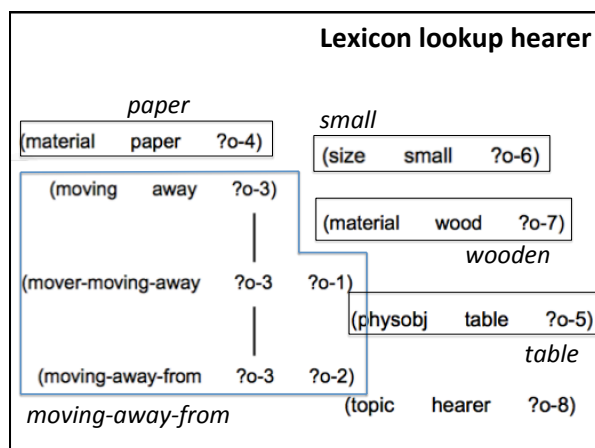 Lexicon lookup hearer
paper
(material paper ?o-4)
small
(size small ?o-6)
(moving away ?o-3)
(material wood ?o-7)
wooden
(mover-moving-away ?o-3 ?o-1)
(physobj table ?o-5)
table
(moving-away-from ?o-3 ?o-2)
moving-away-from
(topic hearer ?o-8)